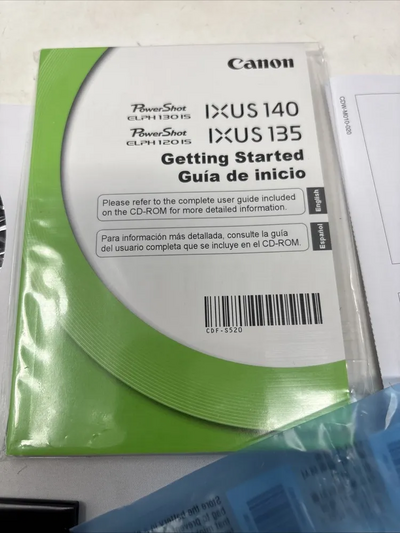 Canon
PowerShot ELPH 130 IS IXUS 140
PowerShot ELPH 120 IS IXUS 135
Getting Started
Guía de inicio
Please refer to the complete user guide included
on the CD-ROM for more detailed information.
English
Para información más detallada, consulte la guía
del usuario completa que se incluye en el CD-ROM.
Español
CDF-S520